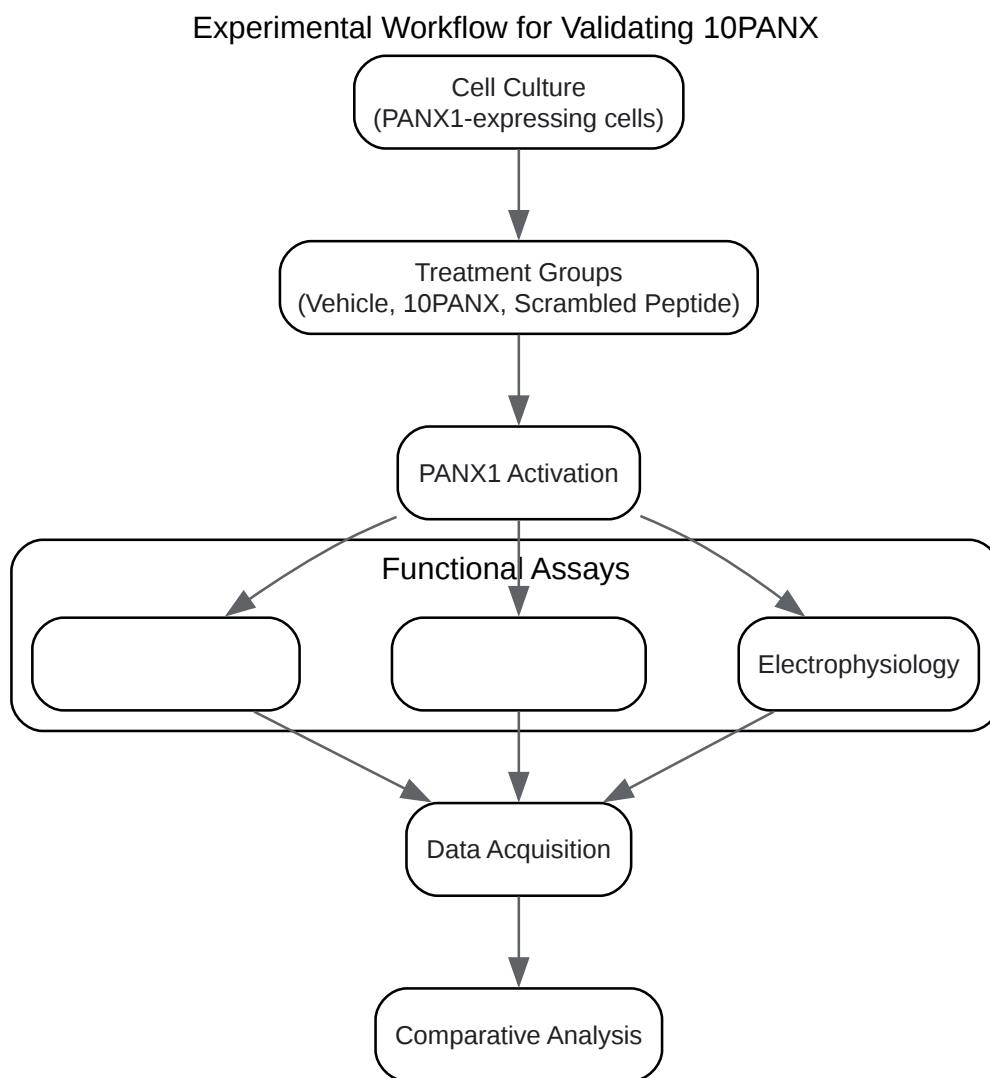 Experimental Workflow for Validating 10PANX
Cell Culture
(PANX1-expressing cells)
Treatment Groups
(Vehicle, 10PANX, Scrambled Peptide)
PANX1 Activation
Functional Assays
Electrophysiology
Data Acquisition
Comparative Analysis